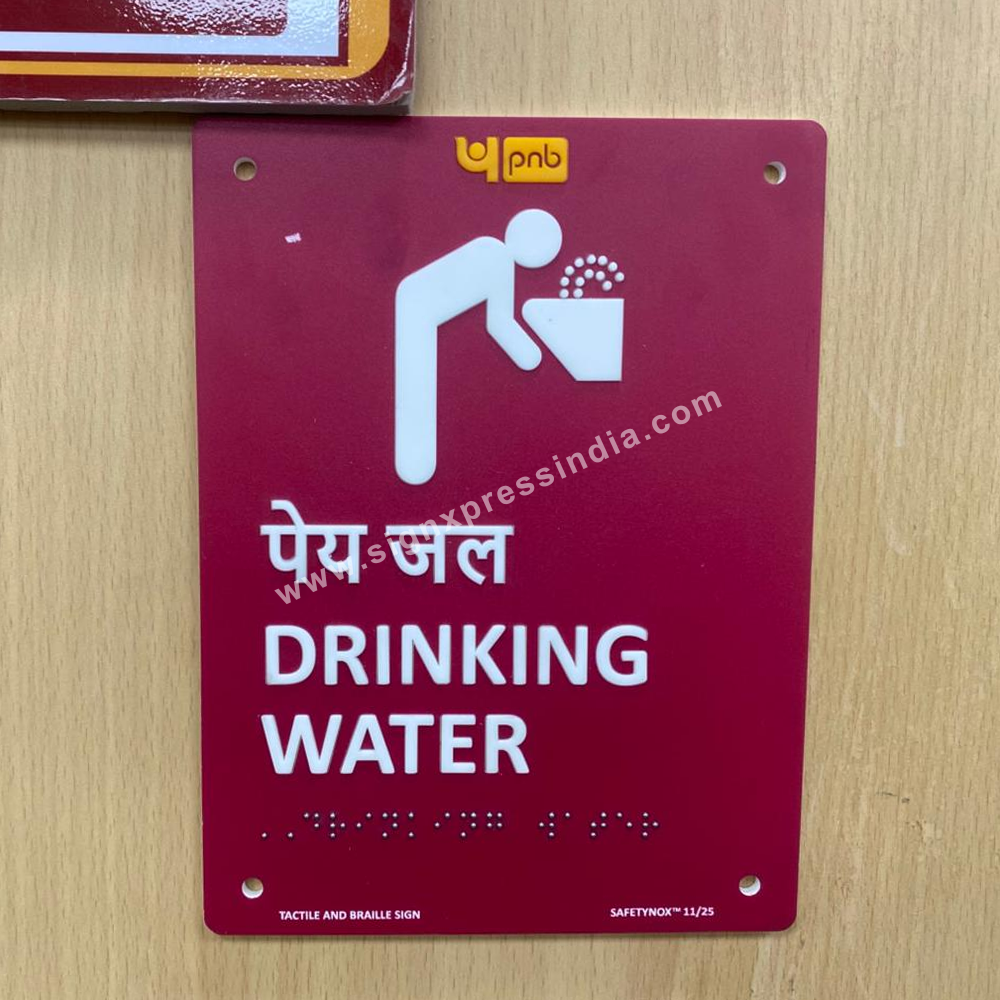 pnb
पेय जल
www.signxpressindia.com
DRINKING
WATER
TACTILE AND BRAILLE SIGN
SAFETYNOX™ 11/25